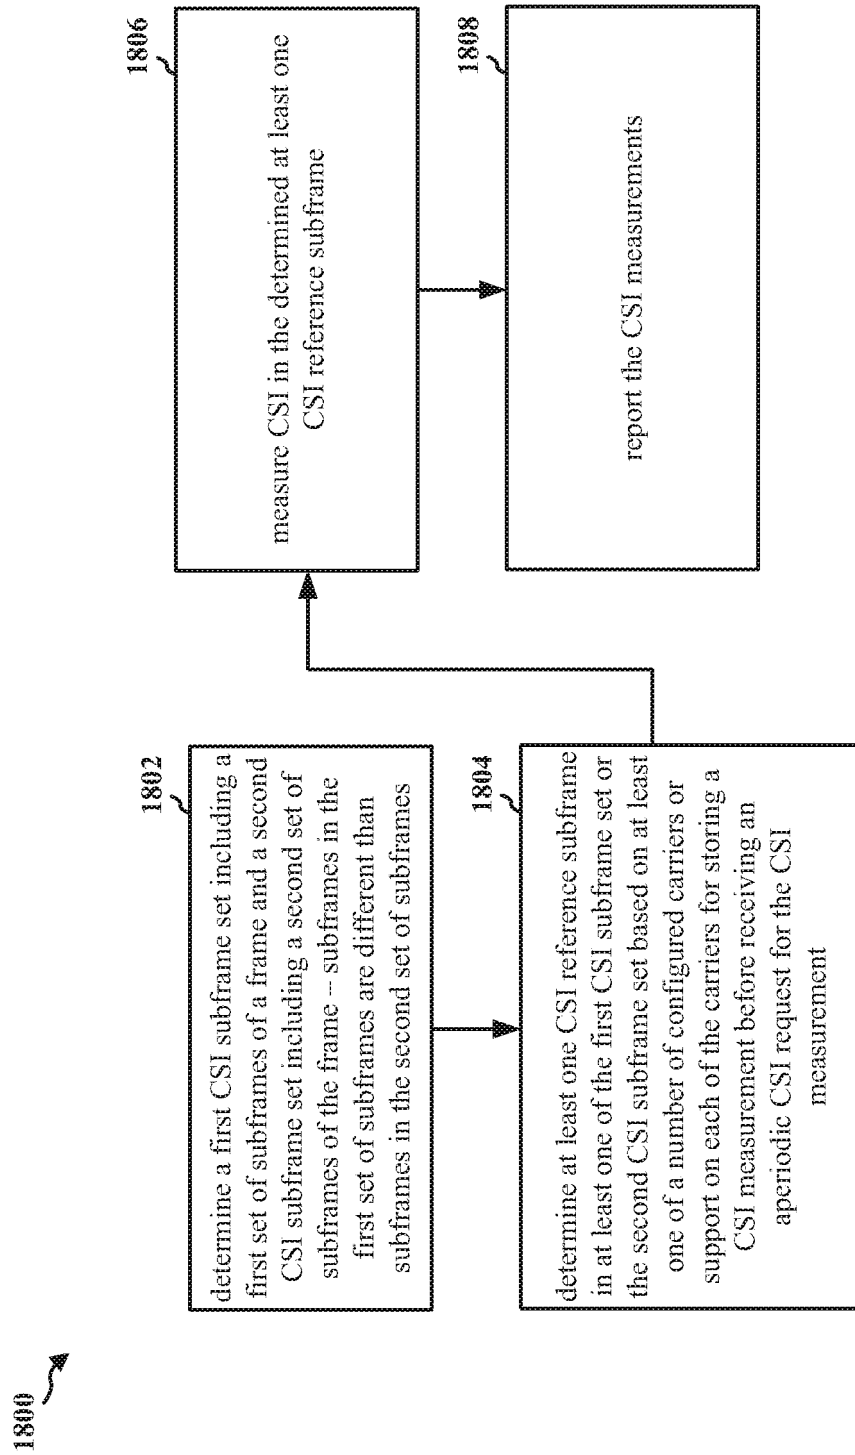 1800
1802
determine a first CSI subframe set including a
first set of subframes of a frame and a second
CSI subframe set including a second set of
subframes of the frame – subframes in the
first set of subframes are different than
subframes in the second set of subframes
1804
determine at least one CSI reference subframe
in at least one of the first CSI subframe set or
the second CSI subframe set based on at least
one of a number of configured carriers or
support on each of the carriers for storing a
CSI measurement before receiving an
aperiodic CSI request for the CSI
measurement
1806
measure CSI in the determined at least one
CSI reference subframe
1808
report the CSI measurements